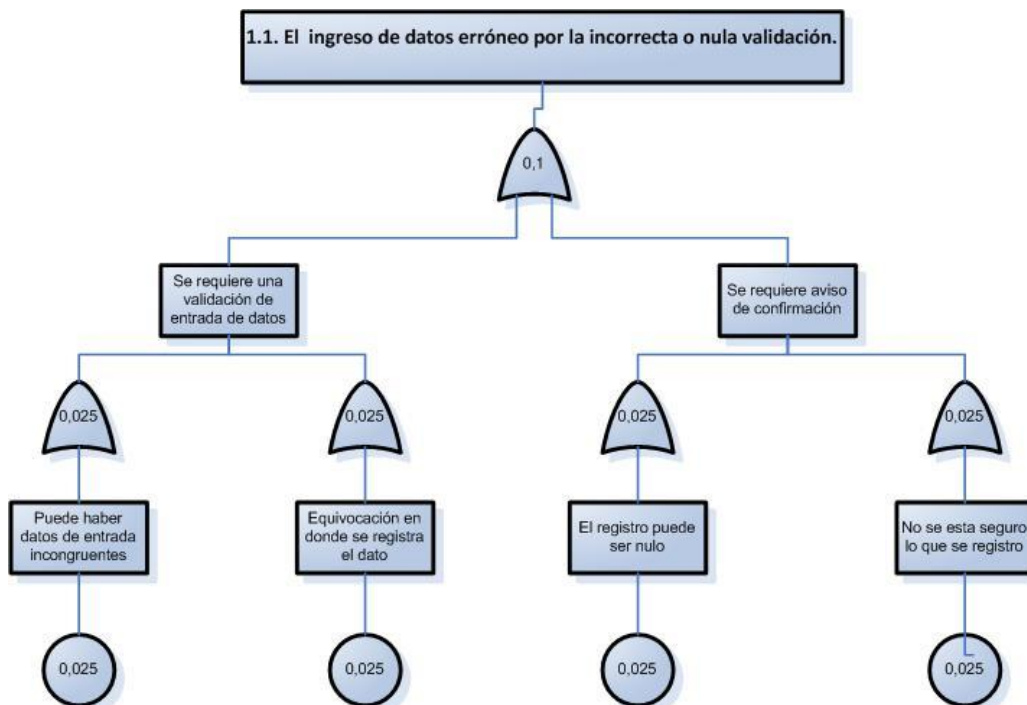 1.1. El ingreso de datos erróneo por la incorrecta o nula validación.
0,1
Se requiere una
validación de
entrada de datos
Se requiere aviso
de confirmación
0,025
0,025
0,025
0,025
Puede haber
datos de entrada
incongruentes
Equivocación en
donde se registra
el dato
El registro puede
ser nulo
No se esta seguro
lo que se registro
0,025
0,025
0,025
0,025